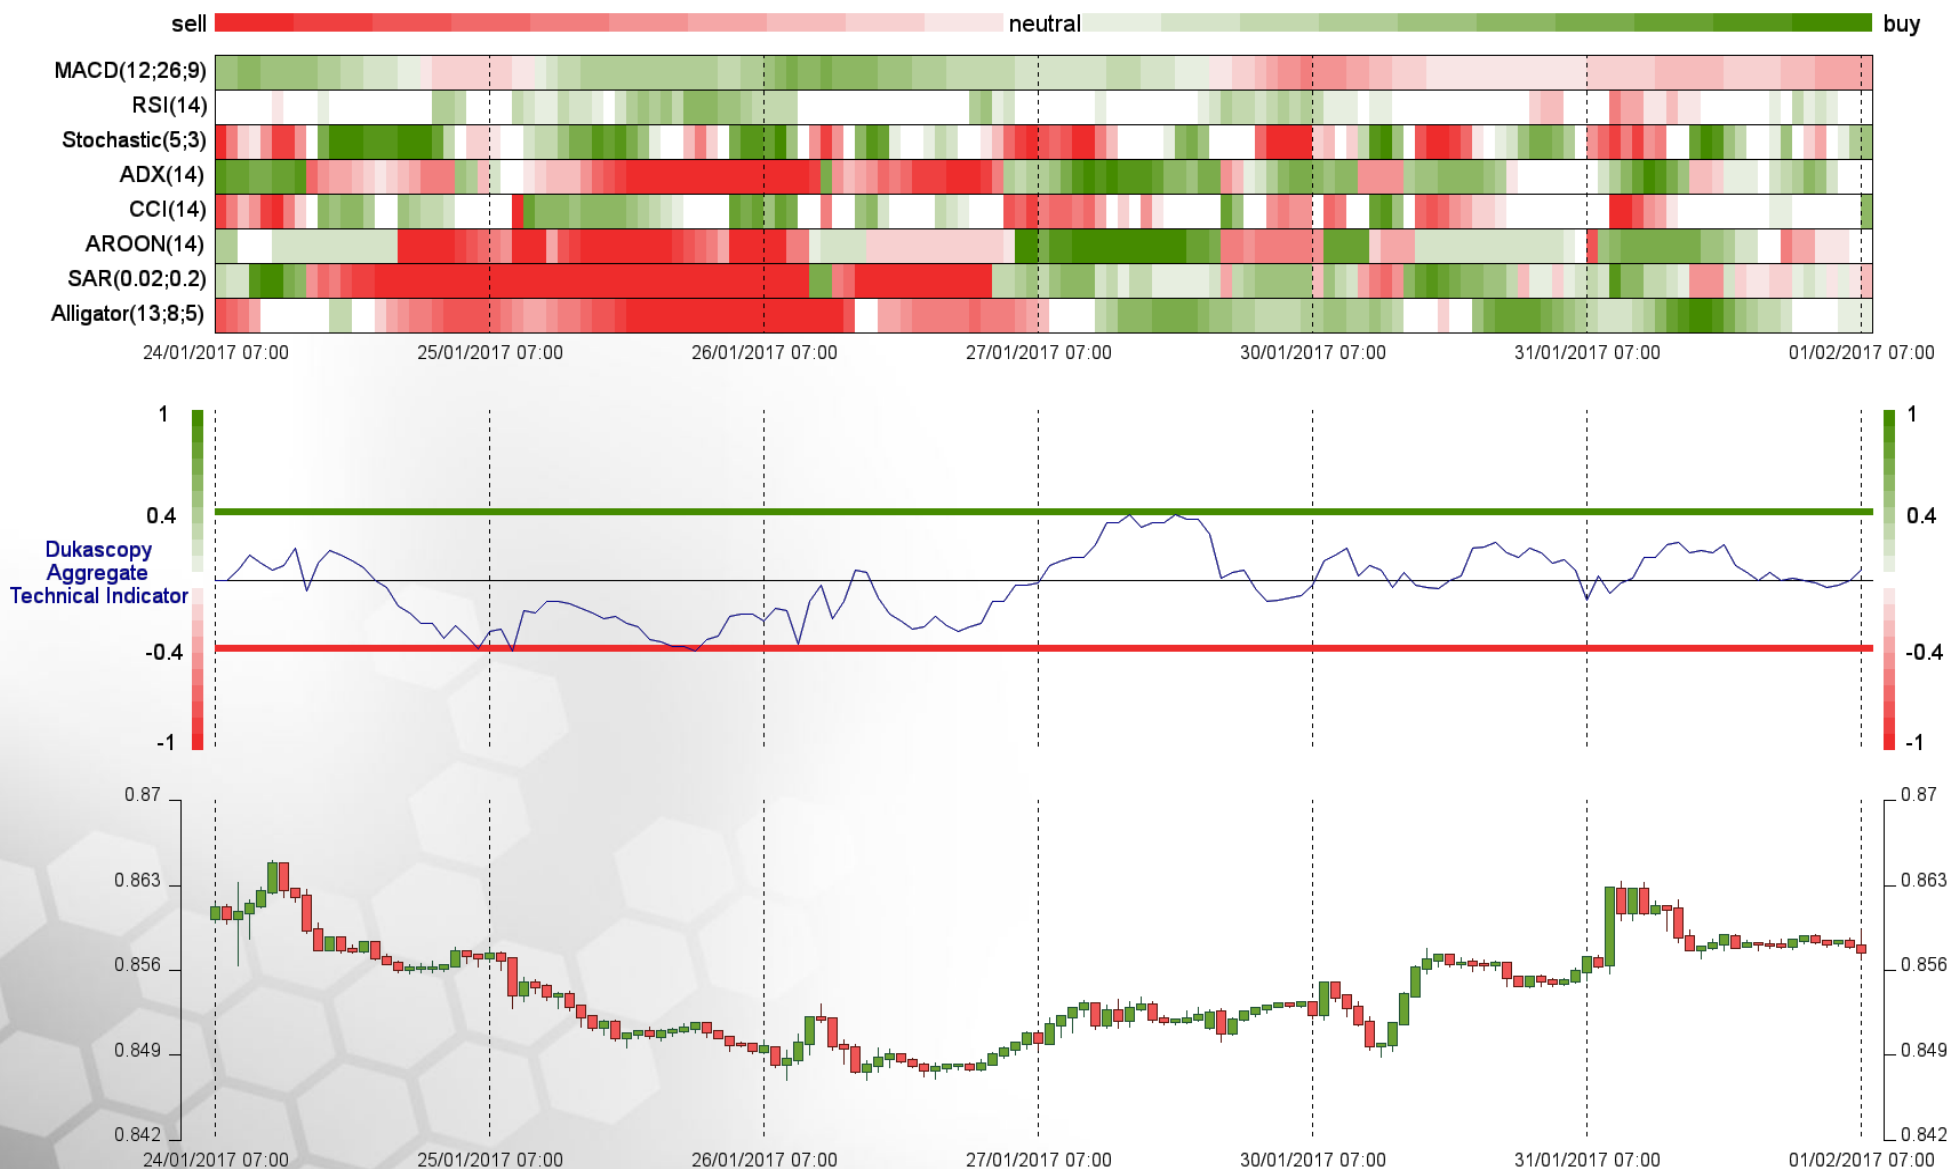 sell neutral buy
MACD(12;26;9)
RSI(14)
Stochastic(5;3)
ADX(14)
CCI(14)
AROON(14)
SAR(0.02;0.2)
Alligator(13;8;5)
24/01/2017 07:00 25/01/2017 07:00 26/01/2017 07:00 27/01/2017 07:00 30/01/2017 07:00 31/01/2017 07:00 01/02/2017 07:00
1 1
0.4 0.4
Dukascopy
Aggregate
Technical Indicator
-0.4 -0.4
-1 -1
0.87 0.87
0.863 0.863
0.856 0.856
0.849 0.849
0.842 0.842
24/01/2017 07:00 25/01/2017 07:00 26/01/2017 07:00 27/01/2017 07:00 30/01/2017 07:00 31/01/2017 07:00 01/02/2017 07:00